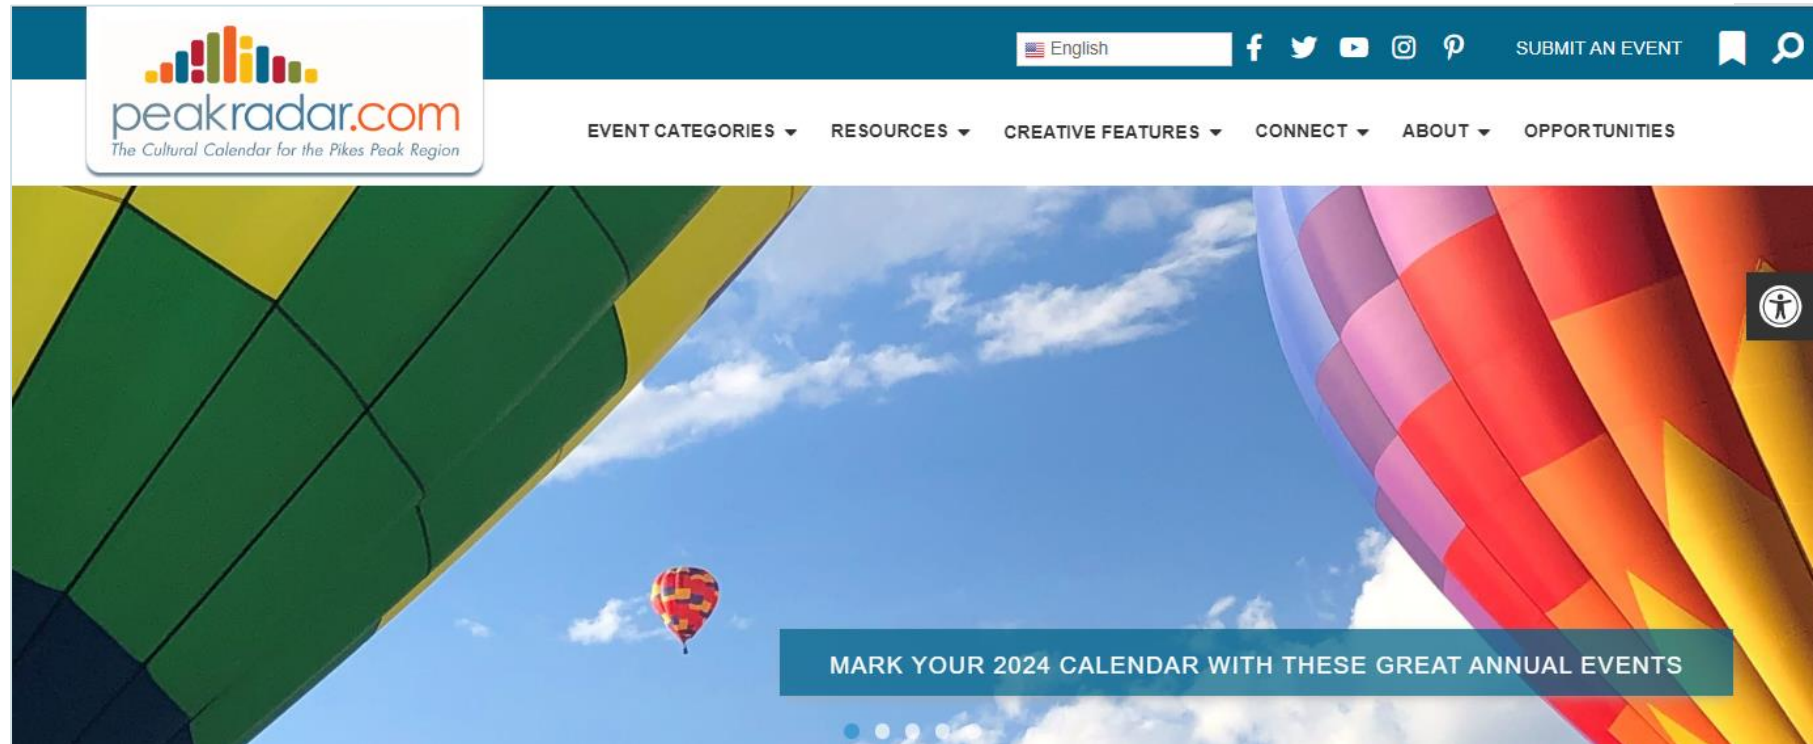 English
SUBMIT AN EVENT
peakradar.com
The Cultural Calendar for the Pikes Peak Region
EVENT CATEGORIES
RESOURCES
CREATIVE FEATURES
CONNECT
ABOUT
OPPORTUNITIES
MARK YOUR 2024 CALENDAR WITH THESE GREAT ANNUAL EVENTS